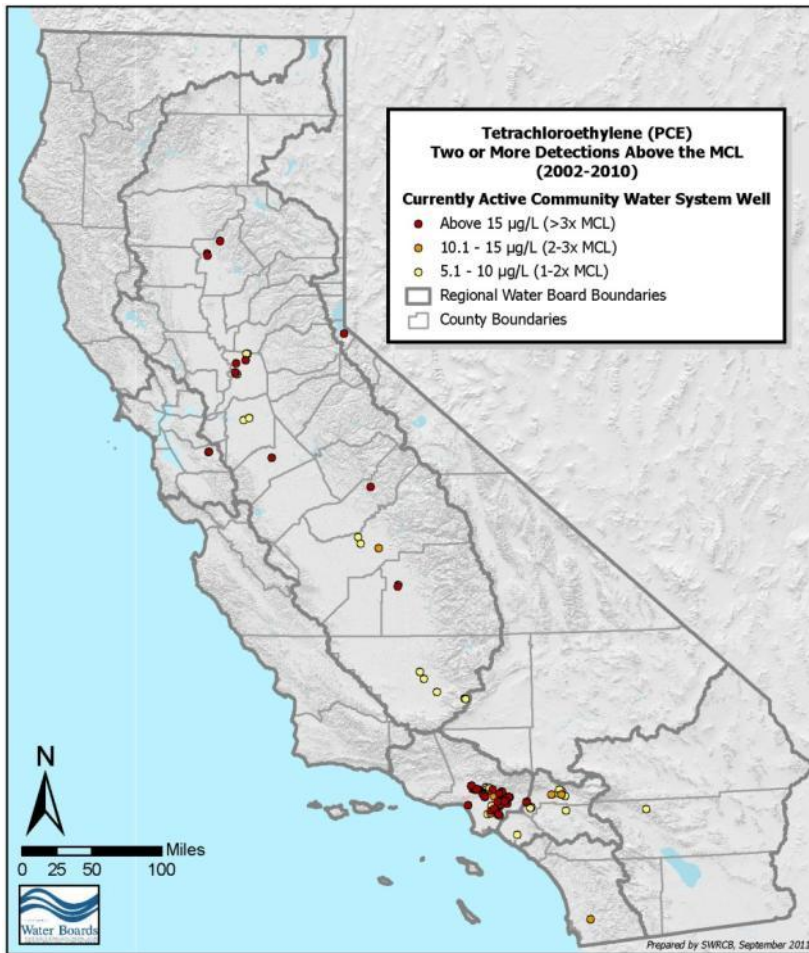 Tetrachloroethylene (PCE)
Two or More Detections Above the MCL
(2002-2010)
Currently Active Community Water System Well
Above 15 µg/L (>3x MCL)
10.1 - 15 µg/L (2-3x MCL)
5.1 - 10 µg/L (1-2x MCL)
Regional Water Board Boundaries
County Boundaries
N
Miles
0 25 50 100
Water Boards
Prepared by SWRCB, September 2011